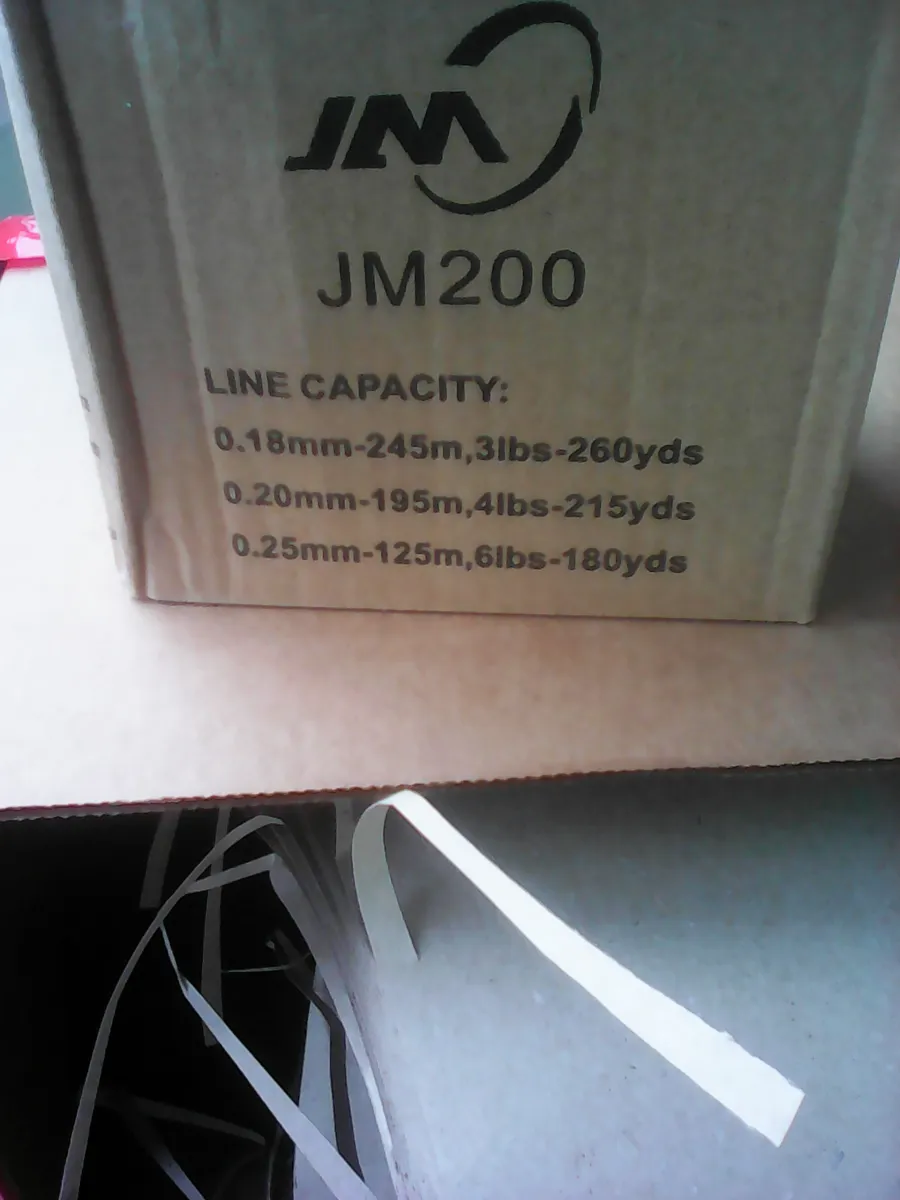 JM
JM200
LINE CAPACITY:
0.18mm-245m,3lbs-260yds
0.20mm-195m,4lbs-215yds
0.25mm-125m,6lbs-180yds